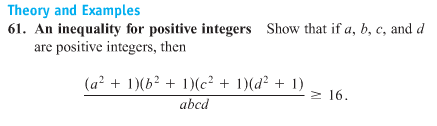 Theory and Examples
61. An inequality for positive integers Show that if a, b, c, and d
are positive integers, then
(a² + 1)(b² + 1)(c² + 1)(d² + 1)
abcd
≥ 16.